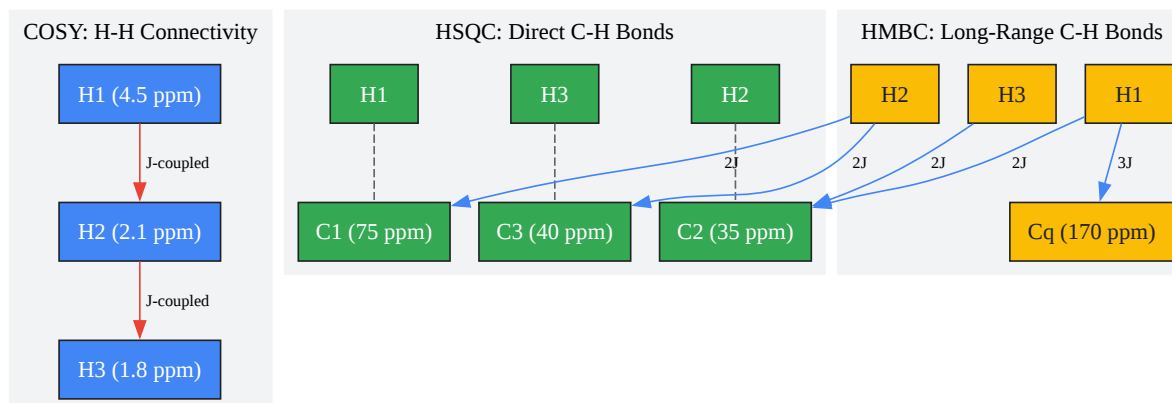 COSY: H-H Connectivity
H1 (4.5 ppm)
J-coupled
H2 (2.1 ppm)
J-coupled
H3 (1.8 ppm)
HSQC: Direct C-H Bonds
H1
H3
H2
C1 (75 ppm)
C3 (40 ppm)
C2 (35 ppm)
HMBC: Long-Range C-H Bonds
H2
H3
H1
2J
2J
2J
2J
3J
Cq (170 ppm)